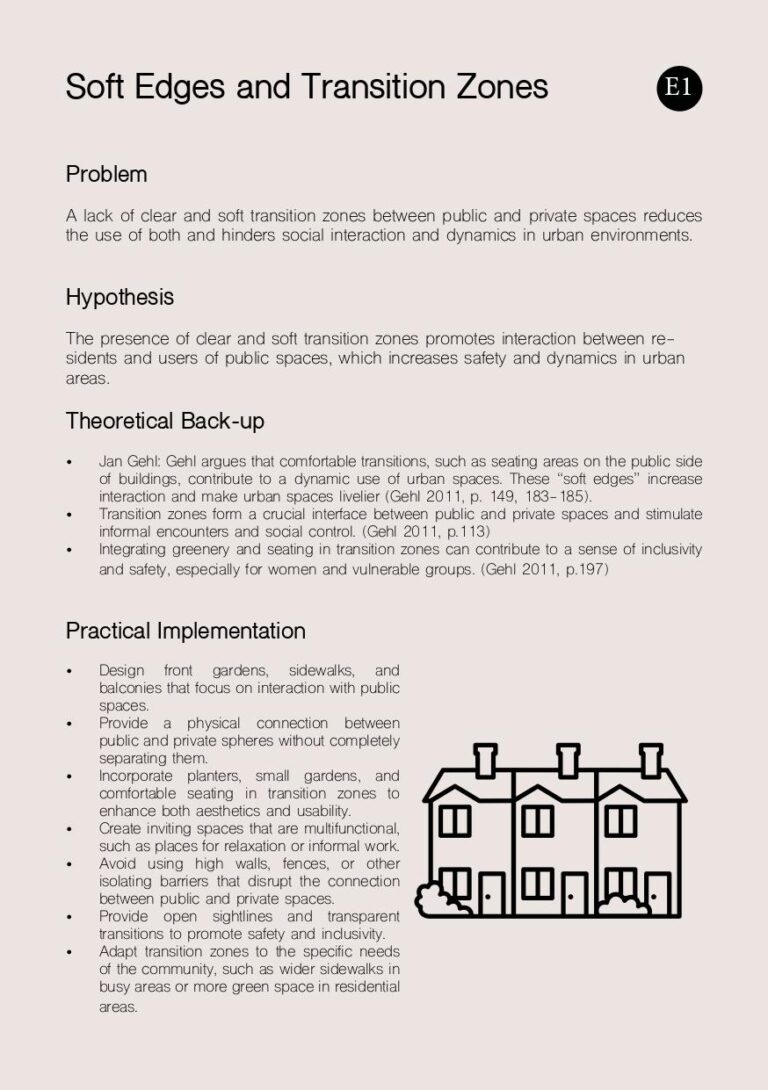 Soft Edges and Transition Zones
E1
Problem
A lack of clear and soft transition zones between public and private spaces reduces
the use of both and hinders social interaction and dynamics in urban environments.
Hypothesis
The presence of clear and soft transition zones promotes interaction between re-
sidents and users of public spaces, which increases safety and dynamics in urban
areas.
Theoretical Back-up
• Jan Gehl: Gehl argues that comfortable transitions, such as seating areas on the public side
of buildings, contribute to a dynamic use of urban spaces. These “soft edges” increase
interaction and make urban spaces livelier (Gehl 2011, p. 149, 183-185).
• Transition zones form a crucial interface between public and private spaces and stimulate
informal encounters and social control. (Gehl 2011, p.113)
• Integrating greenery and seating in transition zones can contribute to a sense of inclusivity
and safety, especially for women and vulnerable groups. (Gehl 2011, p.197)
Practical Implementation
• Design front gardens, sidewalks, and
balconies that focus on interaction with public
spaces.
• Provide a physical connection between
public and private spheres without completely
separating them.
• Incorporate planters, small gardens, and
comfortable seating in transition zones to
enhance both aesthetics and usability.
• Create inviting spaces that are multifunctional,
such as places for relaxation or informal work.
• Avoid using high walls, fences, or other
isolating barriers that disrupt the connection
between public and private spaces.
• Provide open sightlines and transparent
transitions to promote safety and inclusivity.
• Adapt transition zones to the specific needs
of the community, such as wider sidewalks in
busy areas or more green space in residential
areas.